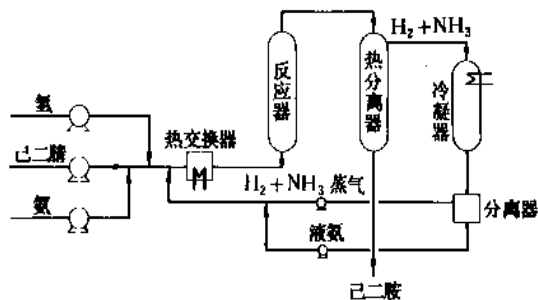 H₂+NH₃
反应器
热分离器
冷凝器
氢
热交换器
己二腈
H₂+NH₃ 蒸气
分离器
氨
液氨
己二胺